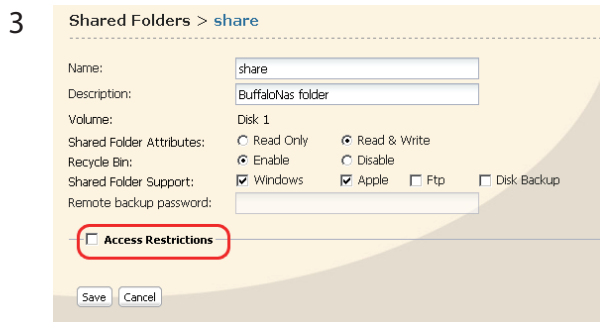 3
Shared Folders > share
Name: share
Description: BuffaloNas folder
Volume: Disk 1
Shared Folder Attributes: Read Only Read & Write
Recycle Bin: Enable Disable
Shared Folder Support: Windows Apple Ftp Disk Backup
Remote backup password:
Access Restrictions
Save Cancel